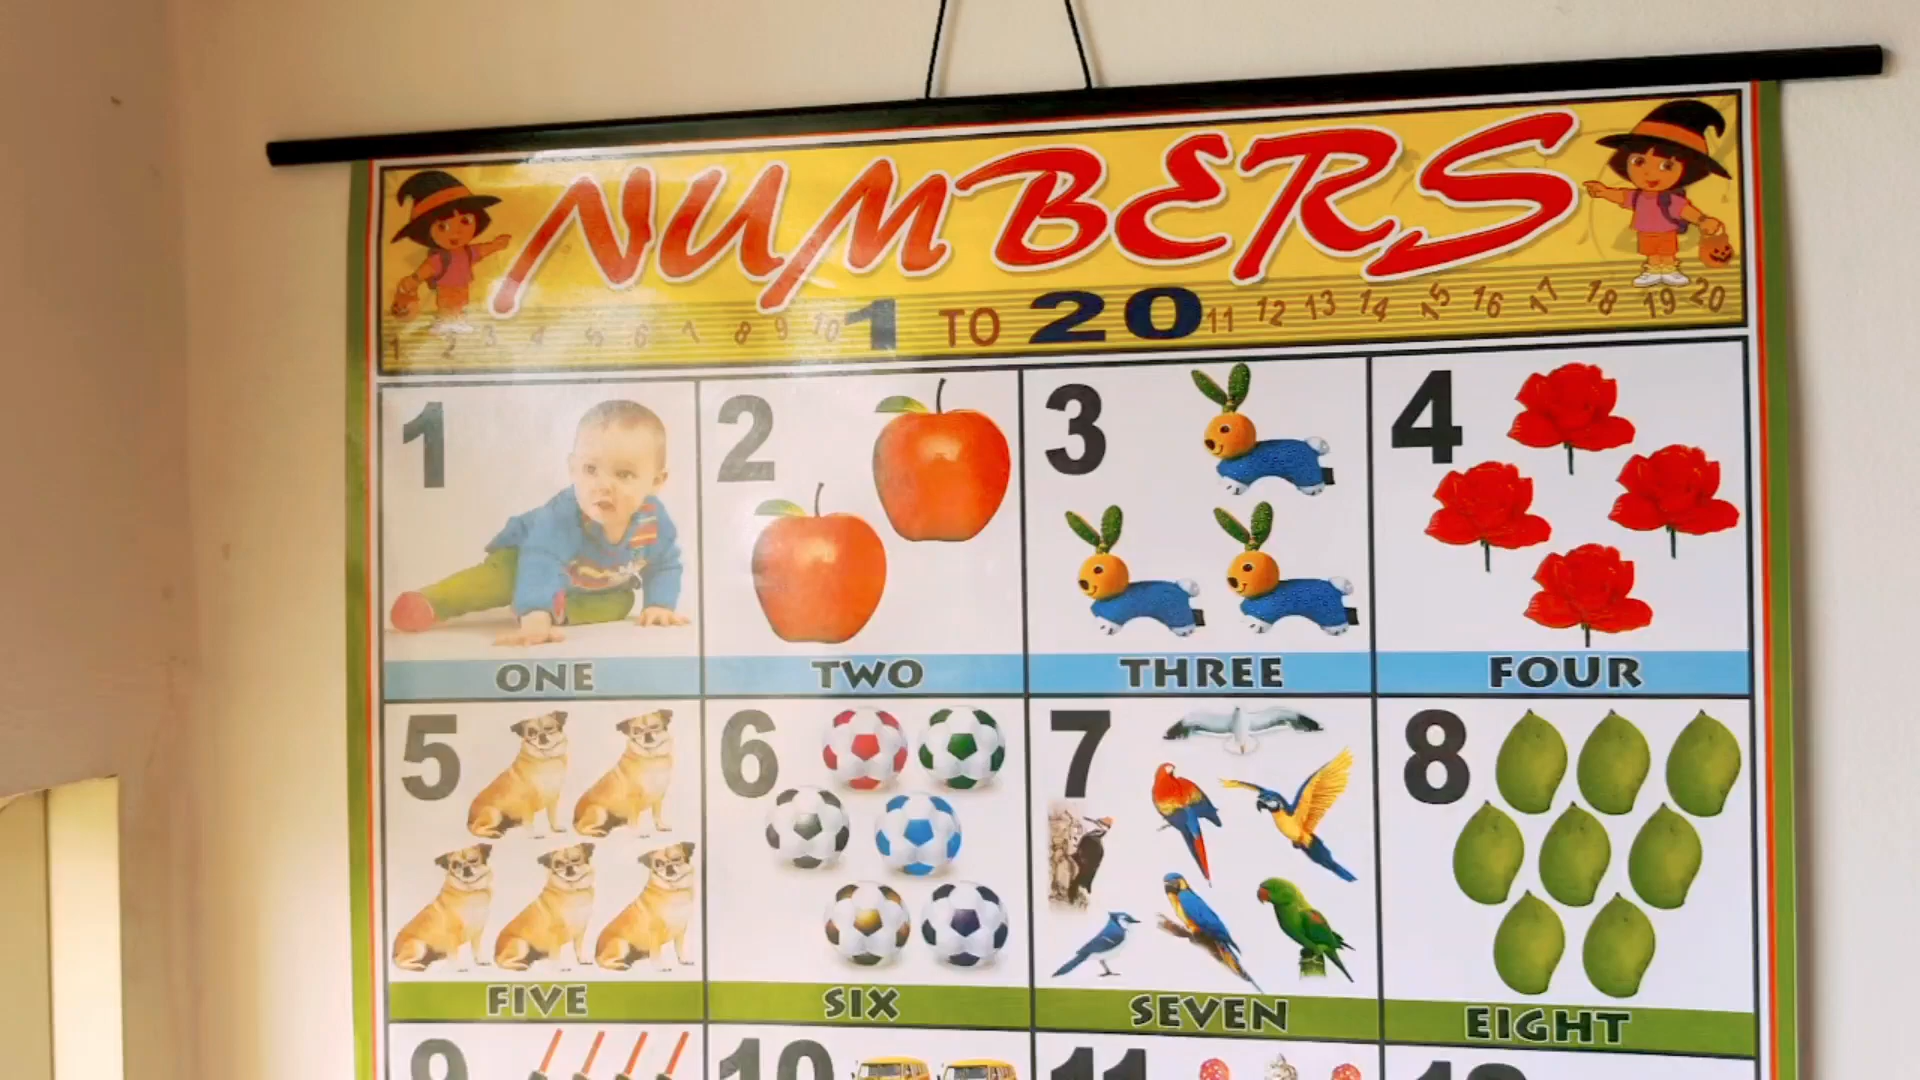 NUMBERS
1 TO 20
1 2 3 4 5 6 7 8 9 10 11 12 13 14 15 16 17 18 19 20
1 2 3 4
ONE TWO THREE FOUR
5 6 7 8
FIVE SIX SEVEN EIGHT
9 10 11 12